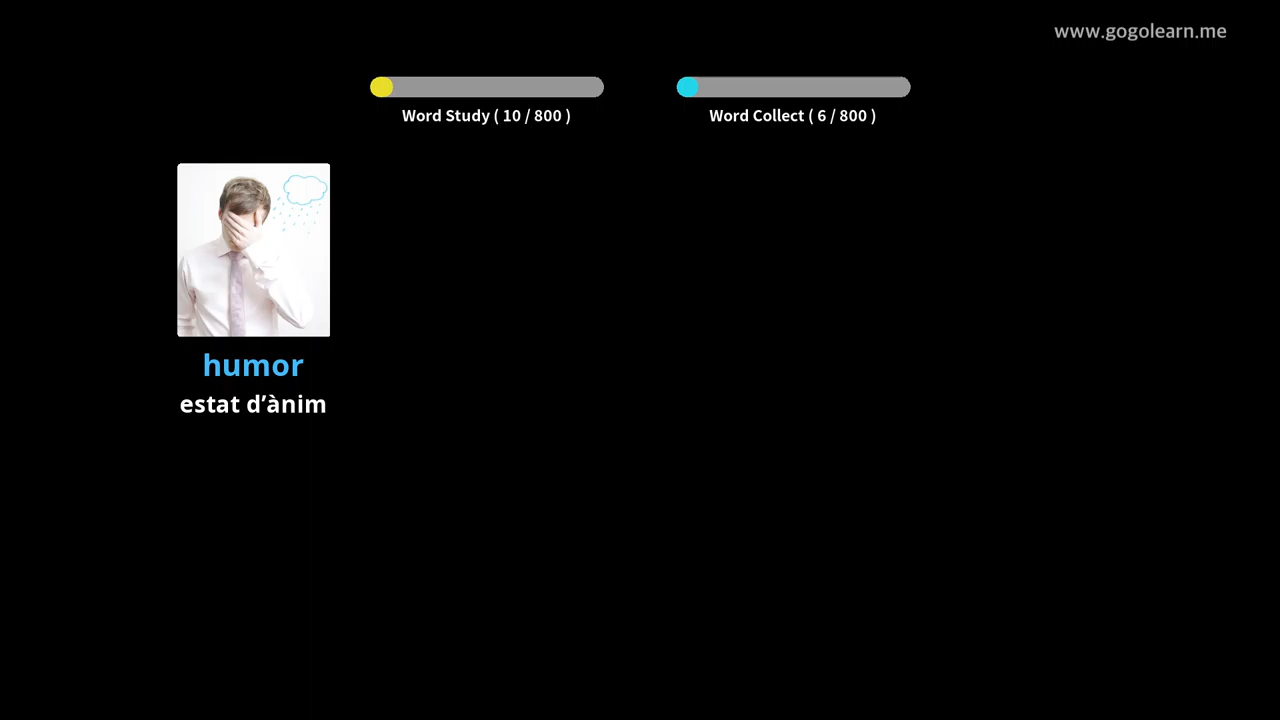 www.gogolearn.me
Word Study ( 10 / 800 )
Word Collect ( 6 / 800 )
humor
estat d’ànim